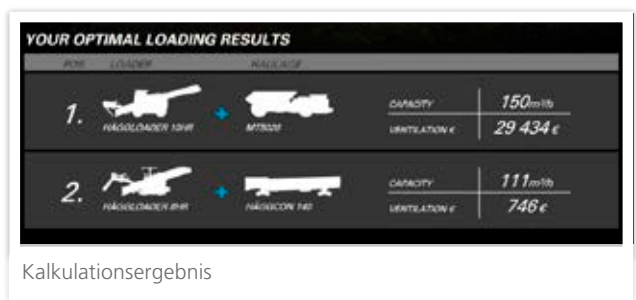 YOUR OPTIMAL LOADING RESULTS
POS LOADER HAULAGE
1. HÄGGLOADER 10HR + MT5020 CAPACITY 150m³/h
VENTILATION € 29 434 €
2. HÄGGLOADER 8HR + HÄGGCON 140 CAPACITY 111m³/h
VENTILATION € 746 €
Kalkulationsergebnis